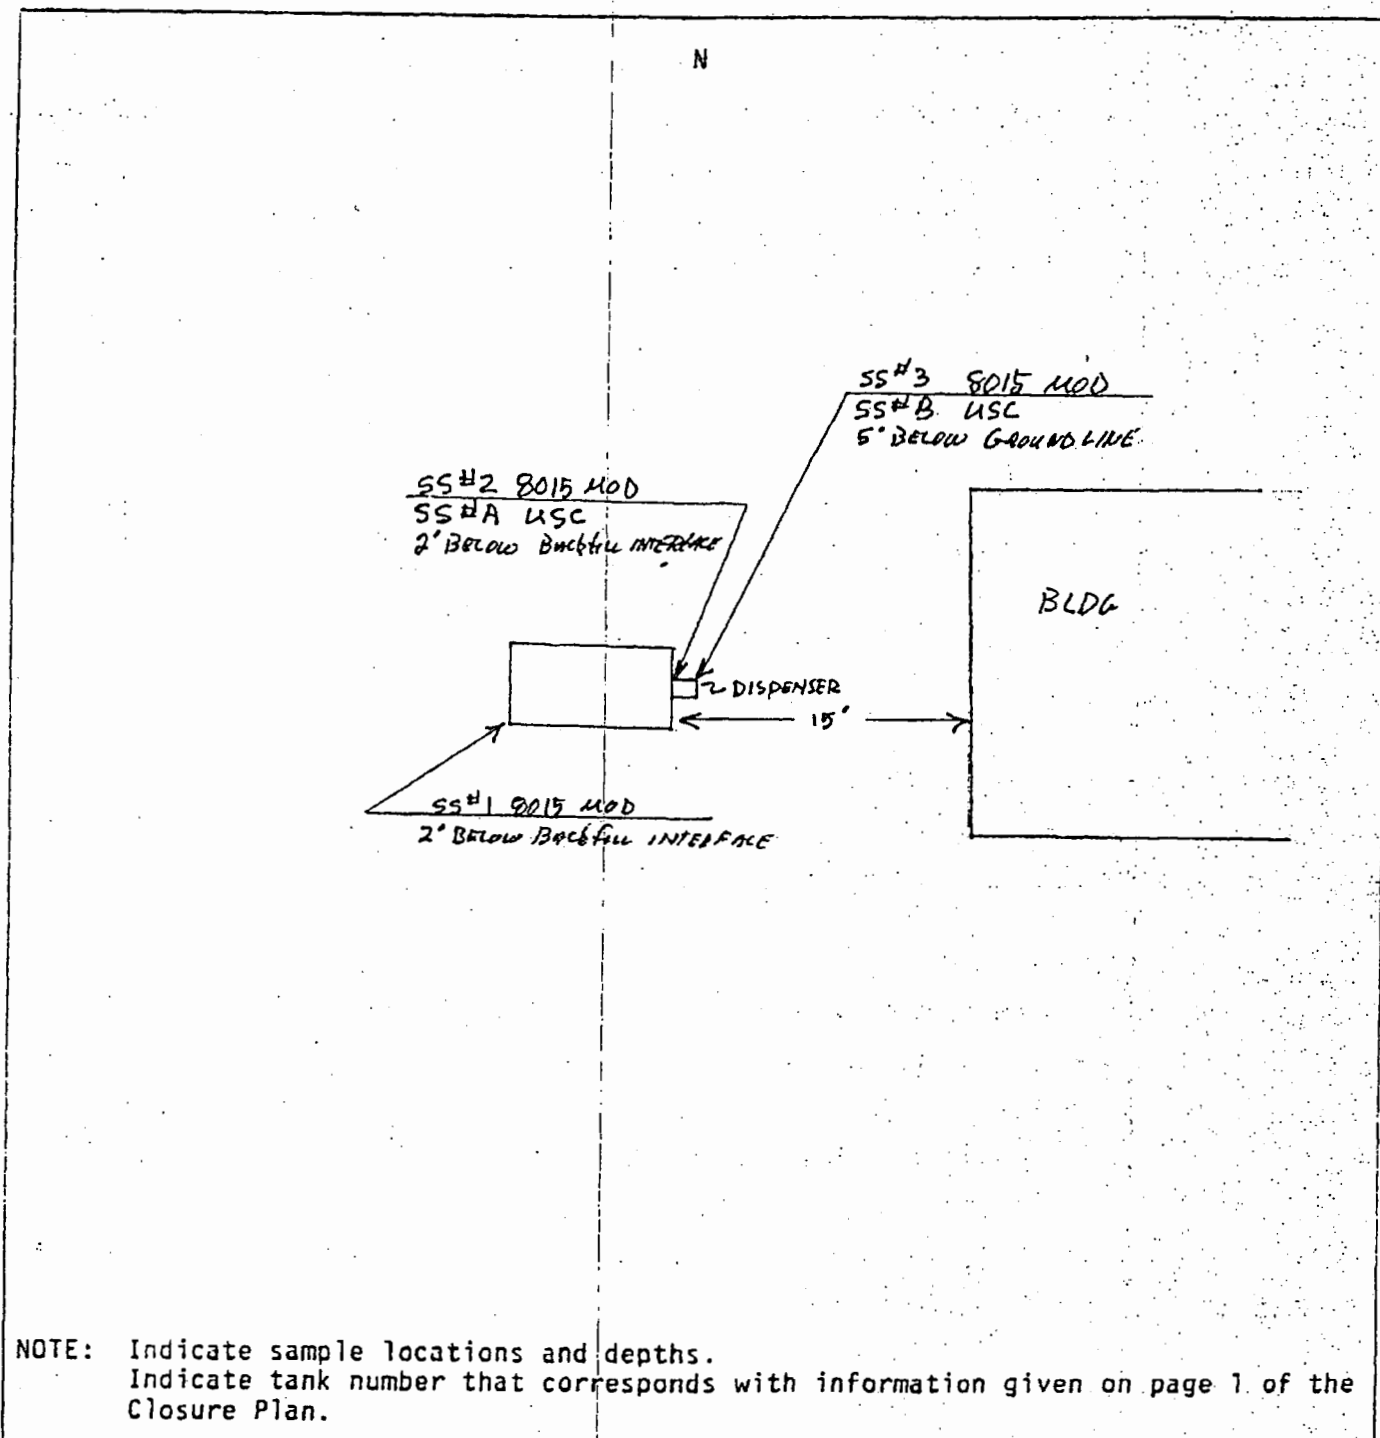 N
SS#3 8015 MOD
SS#B USC
5' BELOW GROUND LINE
SS#2 8015 MOD
SS#A USC
2' BELOW Backfill INTERFACE
BLDG
DISPENSER
15'
SS#1 8015 MOD
2' BELOW Backfill INTERFACE
NOTE: Indicate sample locations and depths.
Indicate tank number that corresponds with information given on page 1 of the
Closure Plan.